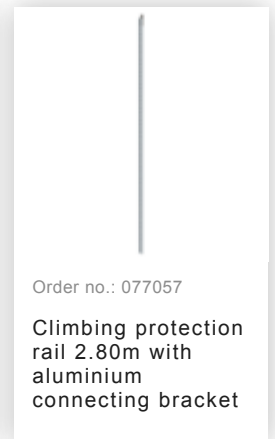 Order no.: 077057
Climbing protection
rail 2.80m with
aluminium
connecting bracket